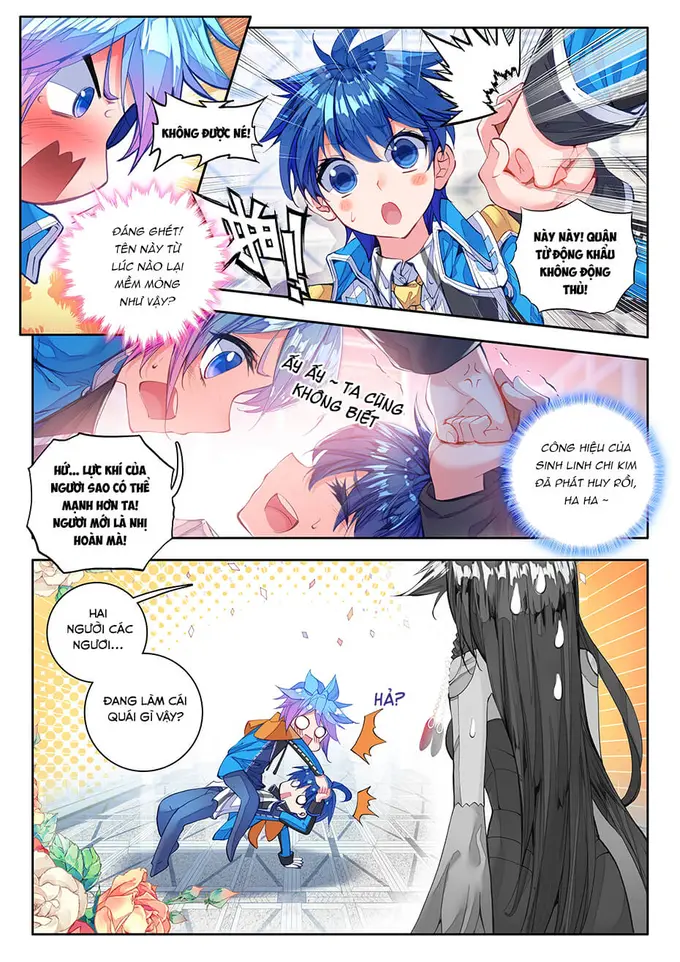 KHÔNG ĐƯỢC NÉ!
ĐÁNG GHÉT!
TÊN NÀY TỪ
LÚC NÀO LẠI
MỀM MỎNG
NHƯ VẬY?
NÀY NÀY! QUÂN
TỬ ĐỘNG KHẨU
KHÔNG ĐỘNG
THỦ!
ẤY ẤY ~ TA CŨNG
KHÔNG BIẾT
HỨ... LỰC KHÍ CỦA
NGƯƠI SAO CÓ THỂ
MẠNH HƠN TA!
NGƯƠI MỚI LÀ NHỊ
HOÀN MÀ!
CÔNG HIỆU CỦA
SINH LINH CHI KIM
ĐÃ PHÁT HUY RỒI,
HA HA ~
HAI
NGƯỜI CÁC
NGƯƠI...
ĐANG LÀM CÁI
QUÁI GÌ VẬY?
HẢ?